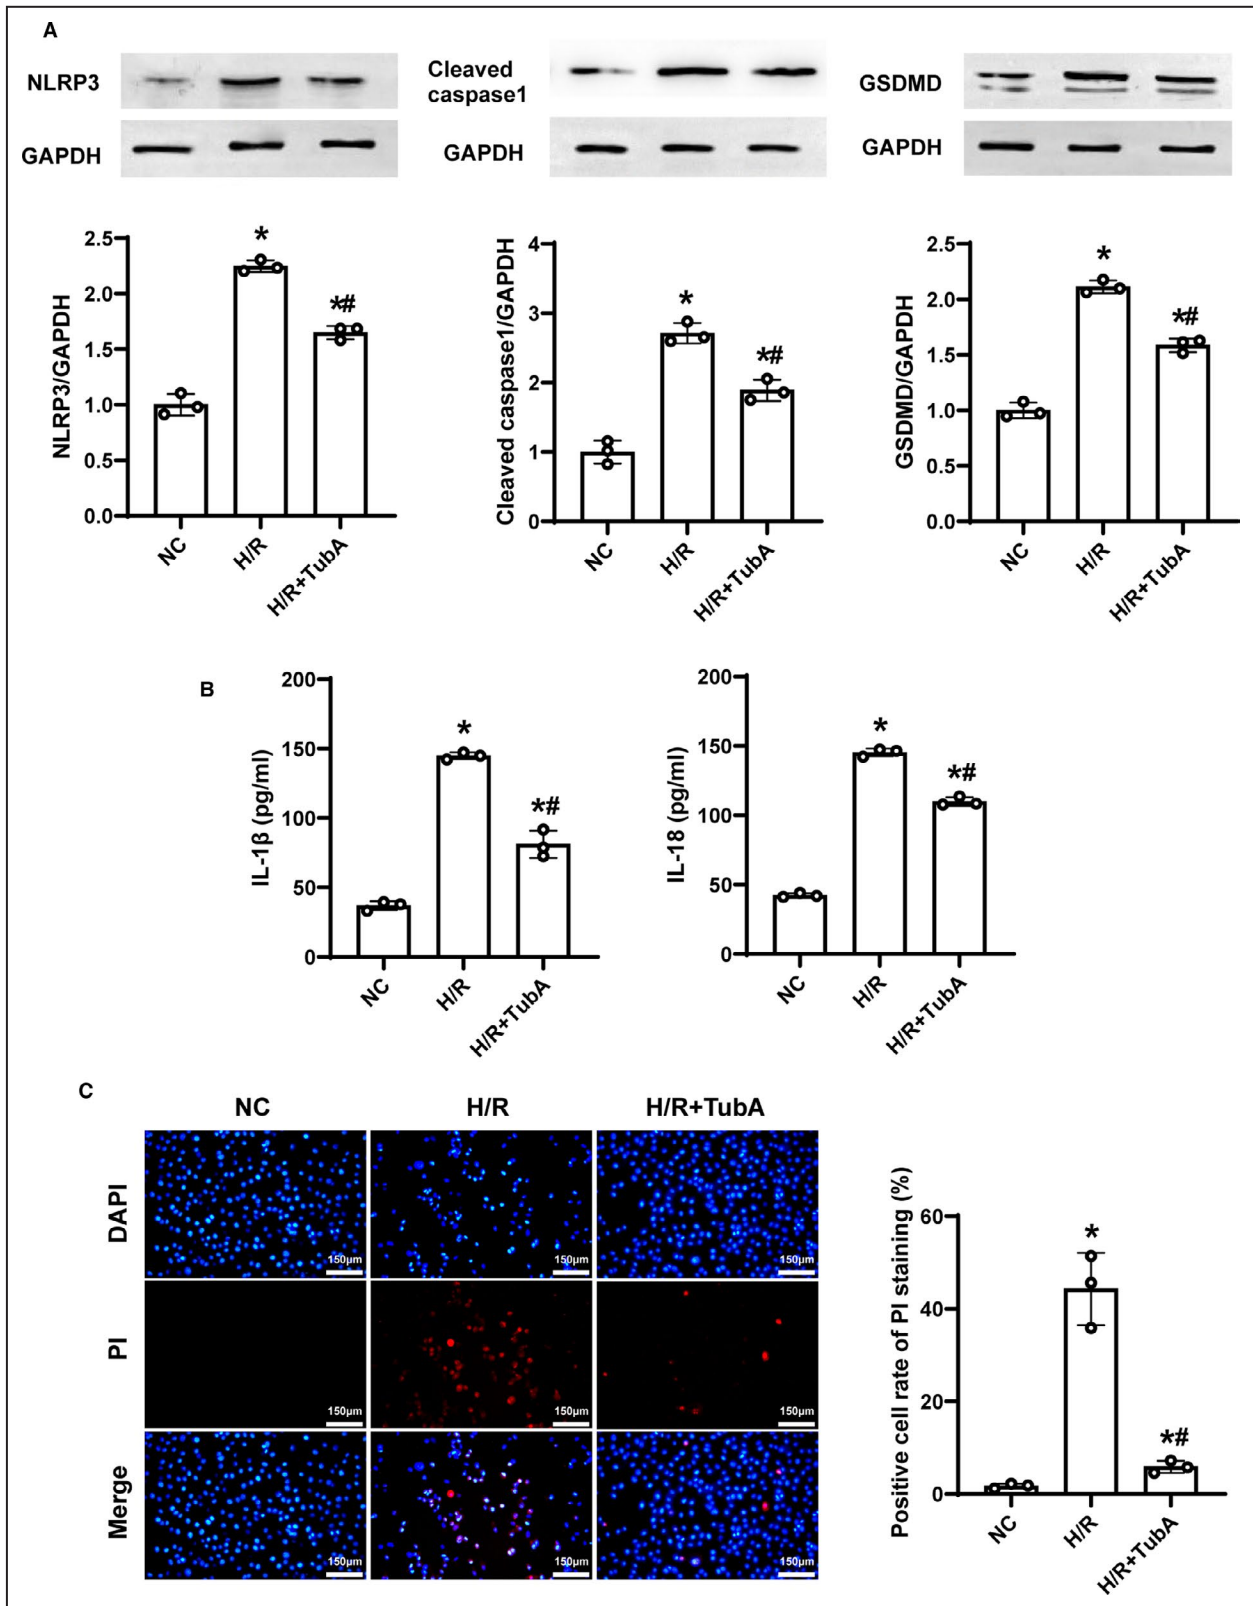 A
NLRP3
GAPDH
Cleaved
caspase1
GAPDH
GSDMD
GAPDH
NLRP3/GAPDH
2.5
2.0
1.5
1.0
0.5
0.0
*
*#
NC
H/R
H/R+TubA
Cleaved caspase1/GAPDH
4
3
2
1
0
*
*#
NC
H/R
H/R+TubA
GSDMD/GAPDH
2.5
2.0
1.5
1.0
0.5
0.0
*
*#
NC
H/R
H/R+TubA
B
IL-1β (pg/ml)
200
150
100
50
0
*
*#
NC
H/R
H/R+TubA
IL-18 (pg/ml)
200
150
100
50
0
*
*#
NC
H/R
H/R+TubA
C
NC
H/R
H/R+TubA
DAPI
150μm
150μm
150μm
PI
150μm
150μm
150μm
Merge
150μm
150μm
150μm
Positive cell rate of PI staining (%)
60
40
20
0
*
*#
NC
H/R
H/R+TubA